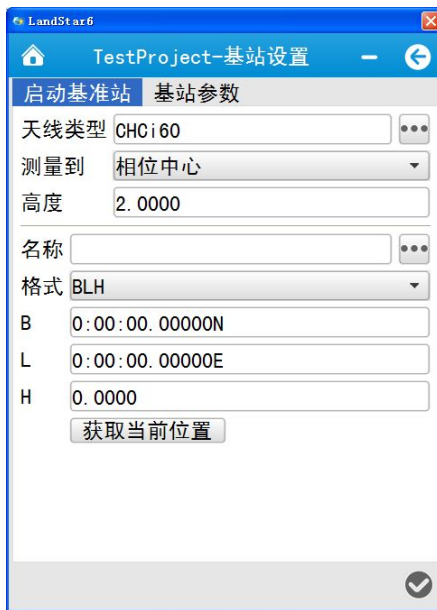 LandStar6
TestProject-基站设置
启动基准站 基站参数
天线类型 CHCi60
测量到 相位中心
高度 2.0000
名称
格式 BLH
B 0:00:00.00000N
L 0:00:00.00000E
H 0.0000
获取当前位置